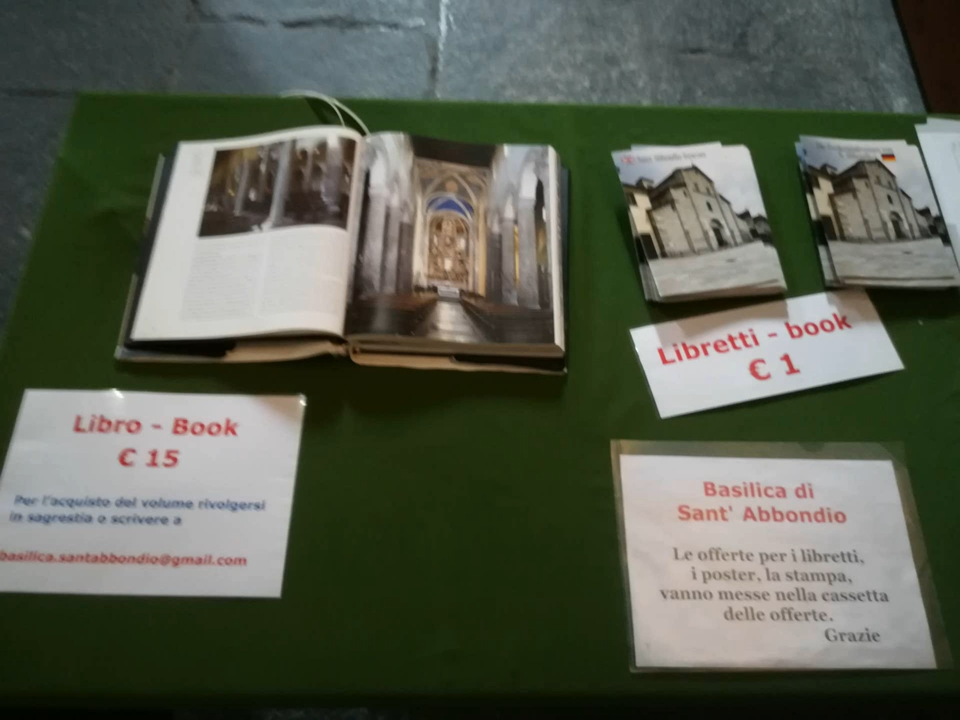 Libretti - book
€ 1
Libro - Book
€ 15
Per l'acquisto del volume rivolgersi
in sagrestia o scrivere a
basilica.santabbondio@gmail.com
Basilica di
Sant' Abbondio
Le offerte per i libretti,
i poster, la stampa,
vanno messe nella cassetta
delle offerte.
Grazie